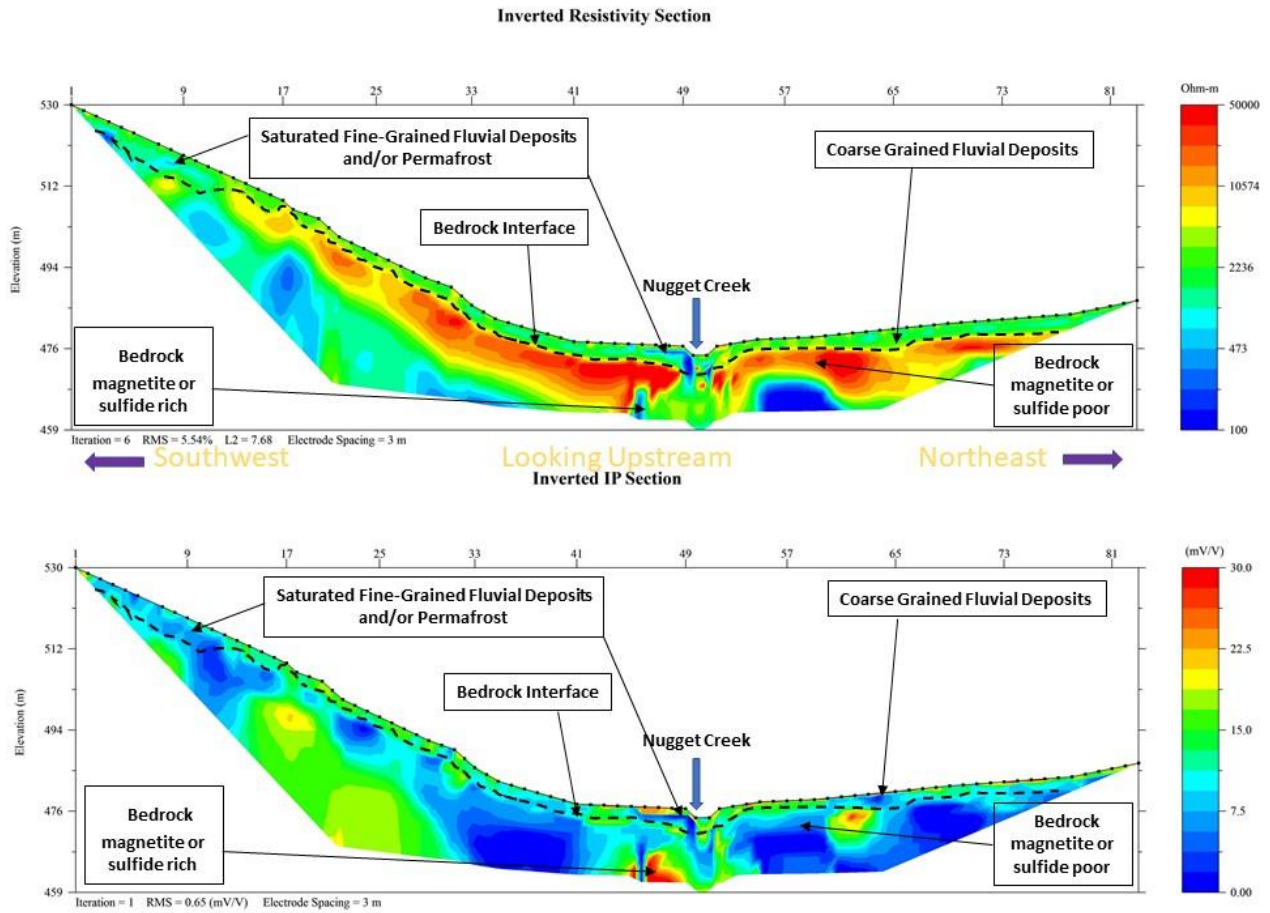 Inverted Resistivity Section
1 9 17 25 33 41 49 57 65 73 81
Ohm-m
530
512
494
476
459
Elevation (m)
50000
10574
2236
473
100
Saturated Fine-Grained Fluvial Deposits
and/or Permafrost
Coarse Grained Fluvial Deposits
Bedrock Interface
Nugget Creek
Bedrock
magnetite or
sulfide rich
Bedrock
magnetite or
sulfide poor
Iteration = 6 RMS = 5.54% L2 = 7.68 Electrode Spacing = 3 m
Southwest Looking Upstream Northeast
Inverted IP Section
1 9 17 25 33 41 49 57 65 73 81
(mV/V)
530
512
494
476
459
Elevation (m)
30.0
22.5
15.0
7.5
0.00
Saturated Fine-Grained Fluvial Deposits
and/or Permafrost
Coarse Grained Fluvial Deposits
Bedrock Interface
Nugget Creek
Bedrock
magnetite or
sulfide rich
Bedrock
magnetite or
sulfide poor
Iteration = 1 RMS = 0.65 (mV/V) Electrode Spacing = 3 m